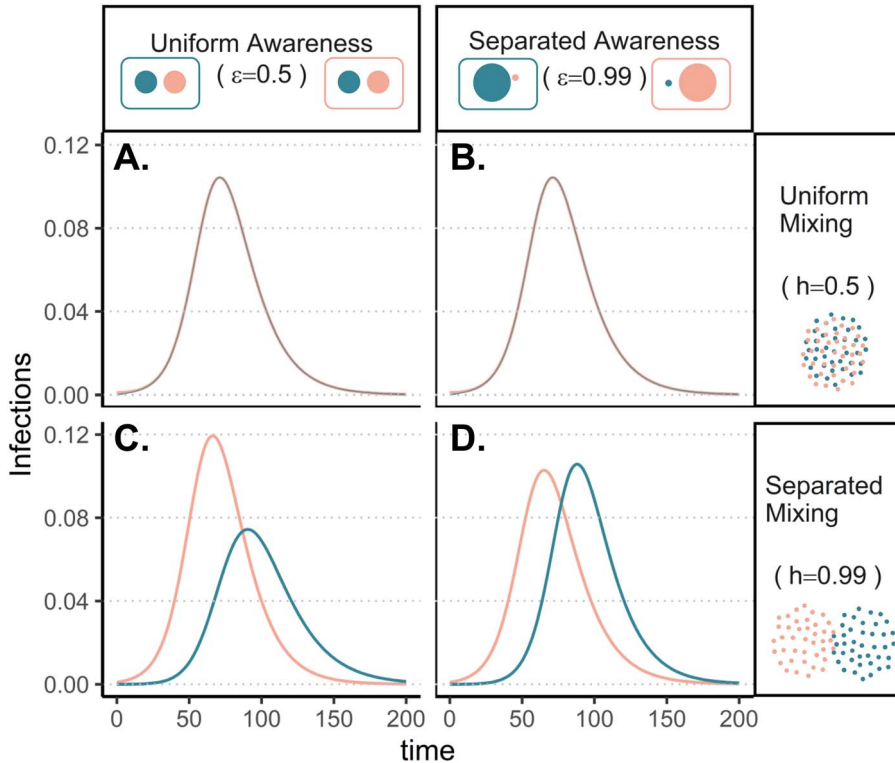 Uniform Awareness
( ε=0.5 )
Separated Awareness
( ε=0.99 )
A.
B.
0.12
0.08
0.04
0.00
Uniform
Mixing
( h=0.5 )
C.
D.
0.12
0.08
0.04
0.00
Separated
Mixing
( h=0.99 )
Infections
0 50 100 150 200
0 50 100 150 200
time